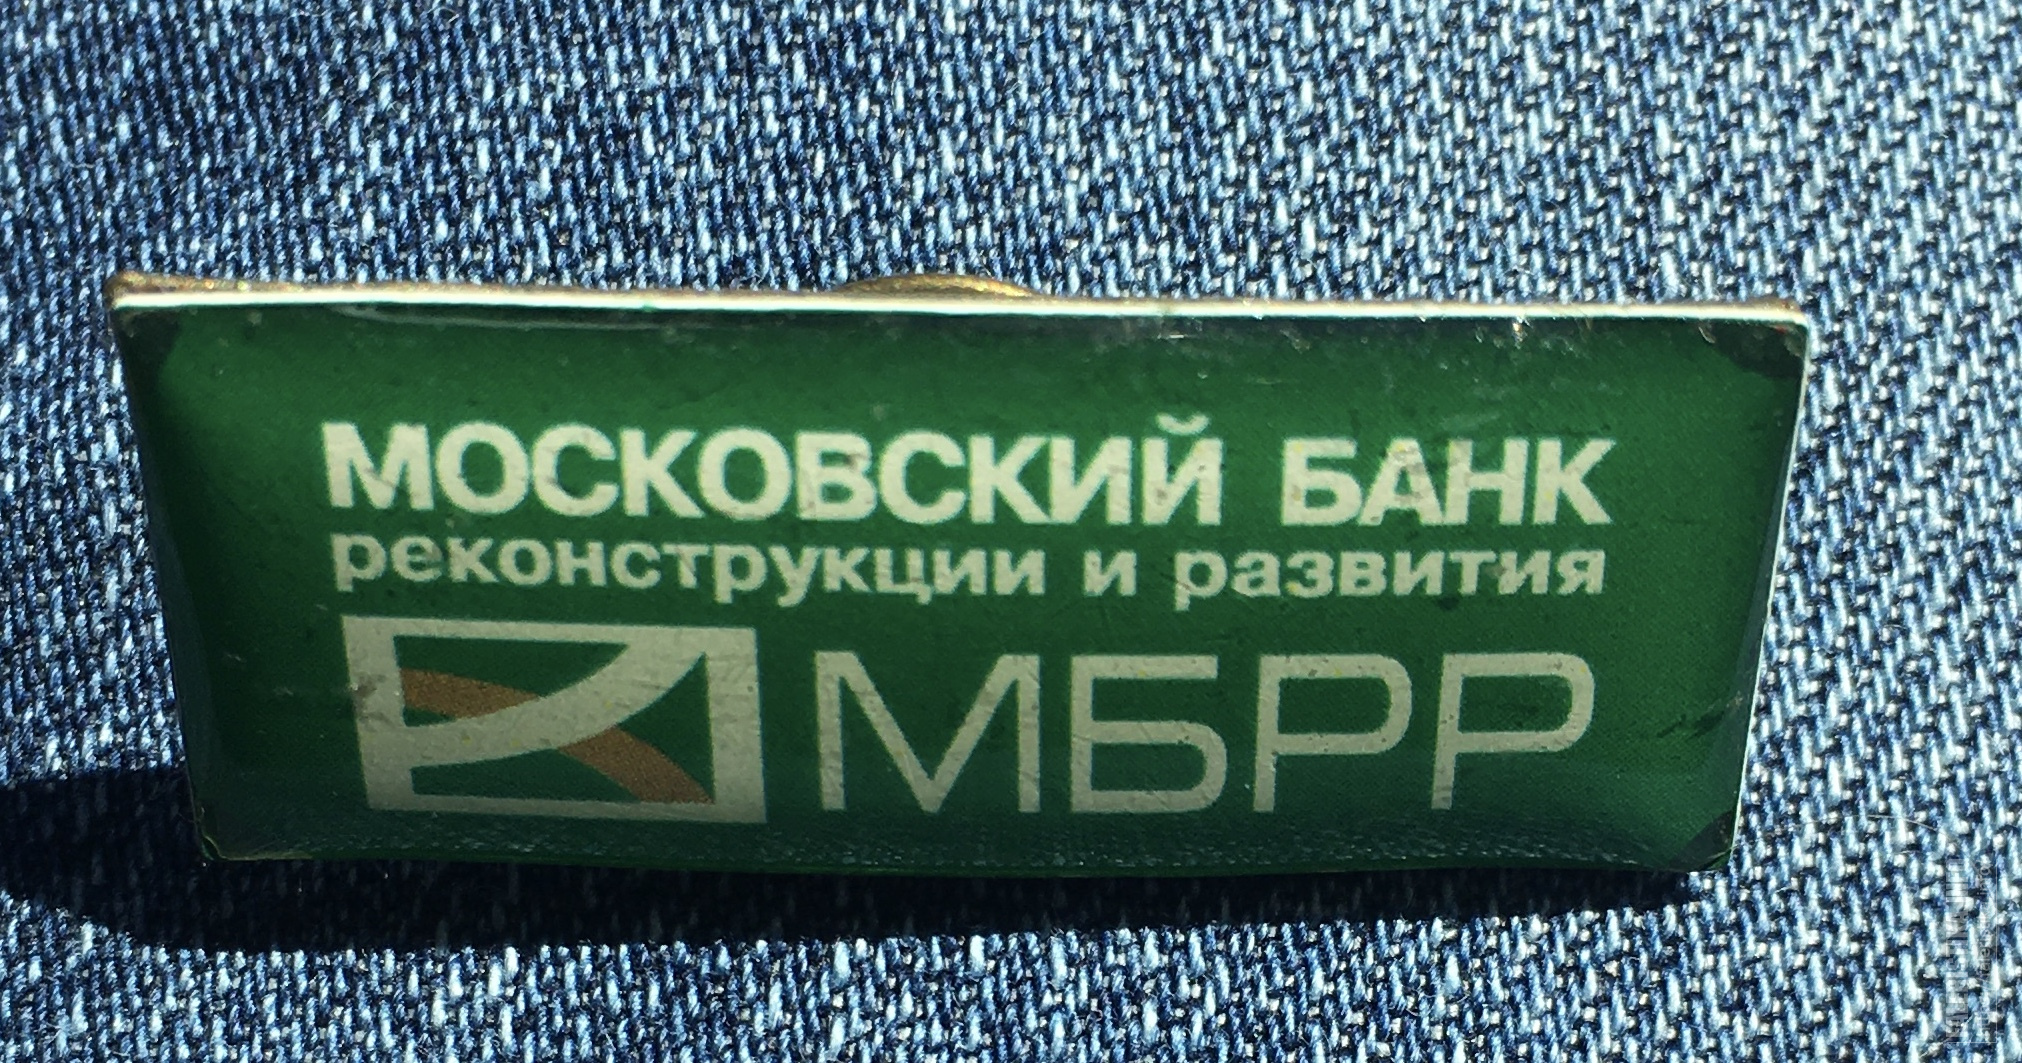 МОСКОВСКИЙ БАНК
реконструкции и развития
МБРР